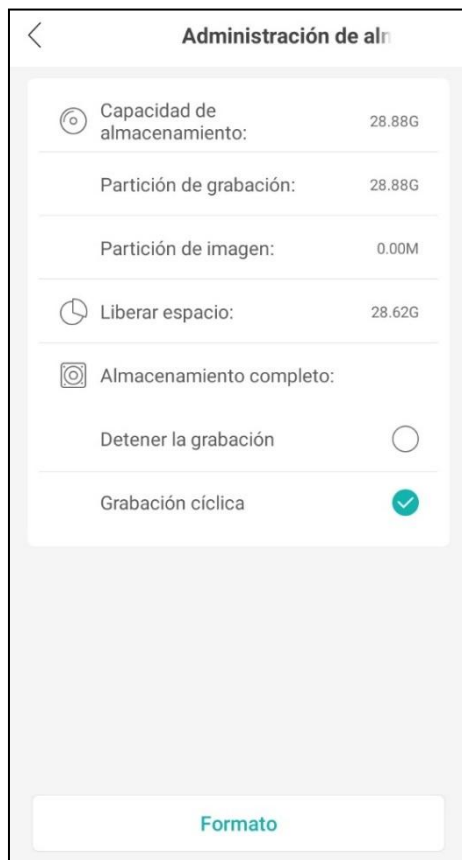 Administración de alm
Capacidad de
almacenamiento:
28.88G
Partición de grabación:
28.88G
Partición de imagen:
0.00M
Liberar espacio:
28.62G
Almacenamiento completo:
Detener la grabación
Grabación cíclica
Formato